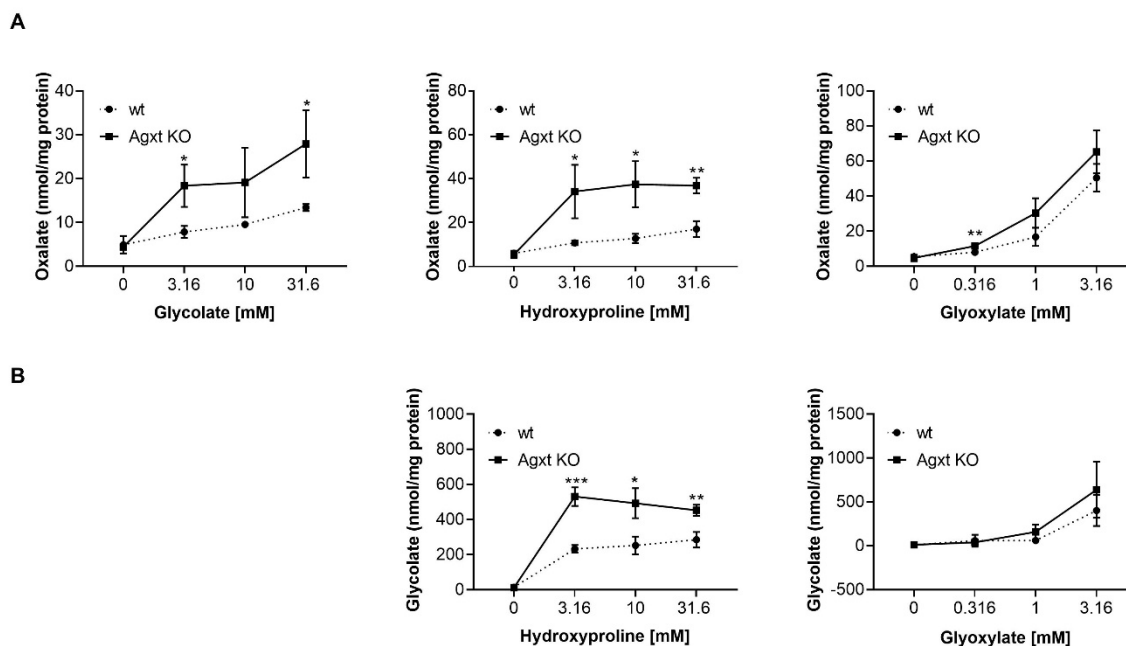 A
Oxalate (nmol/mg protein)
40
30
20
10
0
wt
Agxt KO
*
*
0 3.16 10 31.6
Glycolate [mM]
Oxalate (nmol/mg protein)
80
60
40
20
0
wt
Agxt KO
*
*
**
0 3.16 10 31.6
Hydroxyproline [mM]
Oxalate (nmol/mg protein)
100
80
60
40
20
0
wt
Agxt KO
**
0 0.316 1 3.16
Glyoxylate [mM]
B
Glycolate (nmol/mg protein)
1000
800
600
400
200
0
wt
Agxt KO
***
*
**
0 3.16 10 31.6
Hydroxyproline [mM]
Glycolate (nmol/mg protein)
1500
1000
500
0
-500
wt
Agxt KO
0 0.316 1 3.16
Glyoxylate [mM]